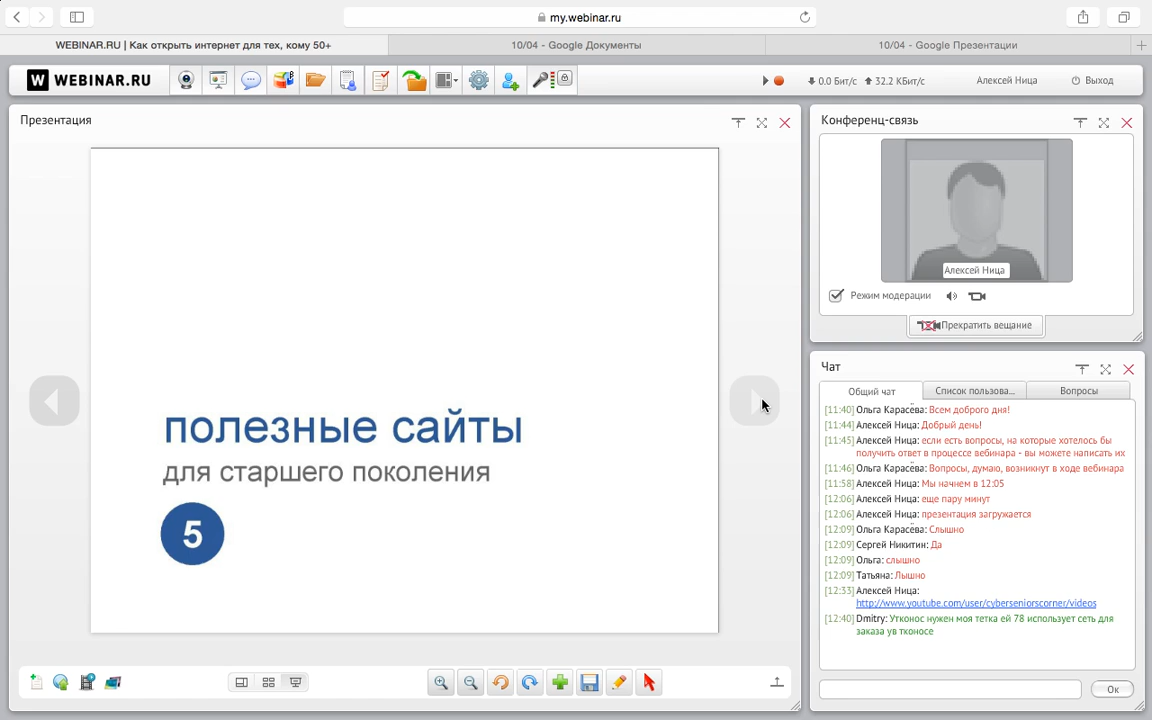 my.webinar.ru
WEBINAR.RU | Как открыть интернет для тех, кому 50+
10/04 - Google Документы
10/04 - Google Презентации
W WEBINAR.RU
0.0 Бит/с 32.2 КБит/с
Алексей Ница
Выход
Презентация
полезные сайты
для старшего поколения
5
Конференц-связь
Алексей Ница
Режим модерации
Прекратить вещание
Чат
Общий чат
Список пользова...
Вопросы
[11:40] Ольга Карасёва: Всем доброго дня!
[11:44] Алексей Ница: Добрый день!
[11:45] Алексей Ница: если есть вопросы, на которые хотелось бы
получить ответ в процессе вебинара - вы можете написать их
[11:46] Ольга Карасёва: Вопросы, думаю, возникнут в ходе вебинара
[11:58] Алексей Ница: Мы начнем в 12:05
[12:06] Алексей Ница: еще пару минут
[12:06] Алексей Ница: презентация загружается
[12:09] Ольга Карасёва: Слышно
[12:09] Сергей Никитин: Да
[12:09] Ольга: слышно
[12:09] Татьяна: Лышно
[12:33] Алексей Ница:
http://www.youtube.com/user/cyberseniorscorner/videos
[12:40] Dmitry: Утконос нужен моя тетка ей 78 использует сеть для
заказа ув тконосе
Ок